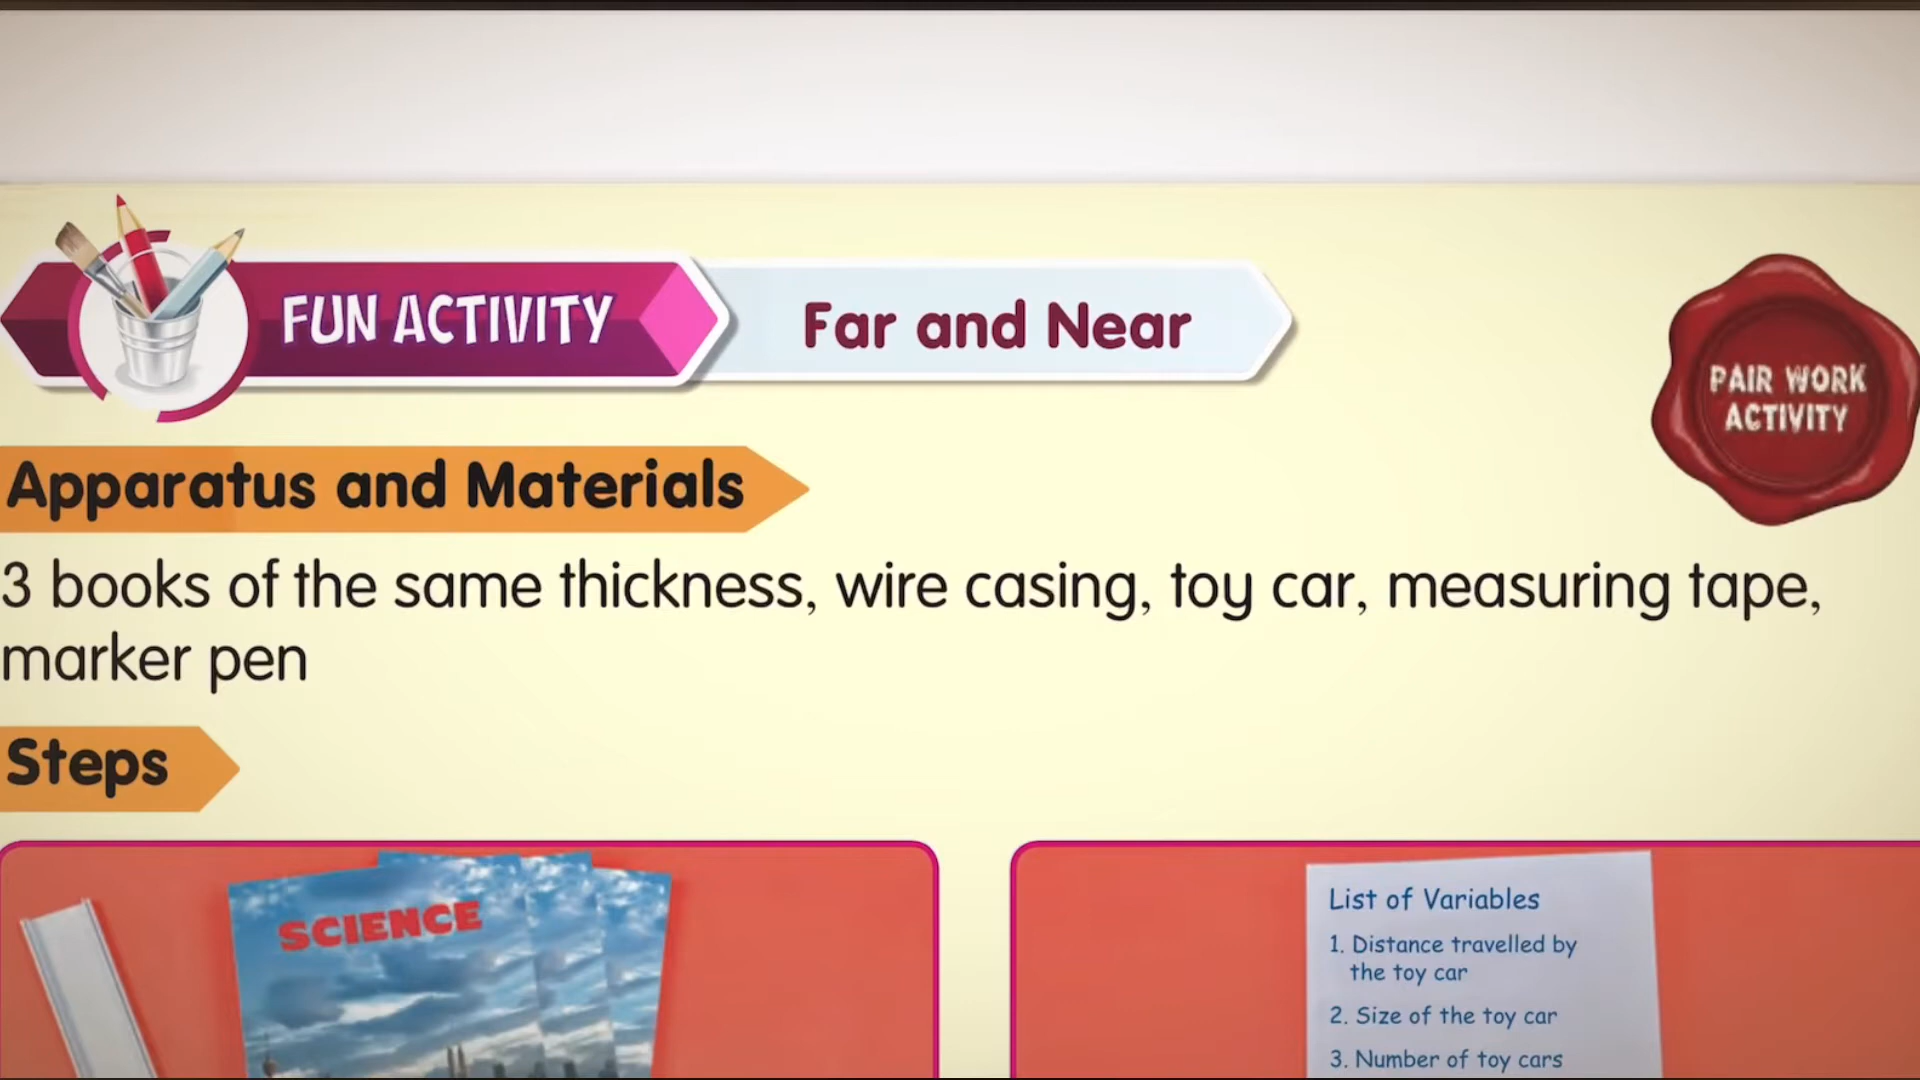 FUN ACTIVITY
Far and Near
PAIR WORK
ACTIVITY
Apparatus and Materials
3 books of the same thickness, wire casing, toy car, measuring tape,
marker pen
Steps
SCIENCE
List of Variables
1. Distance travelled by
the toy car
2. Size of the toy car
3. Number of toy cars